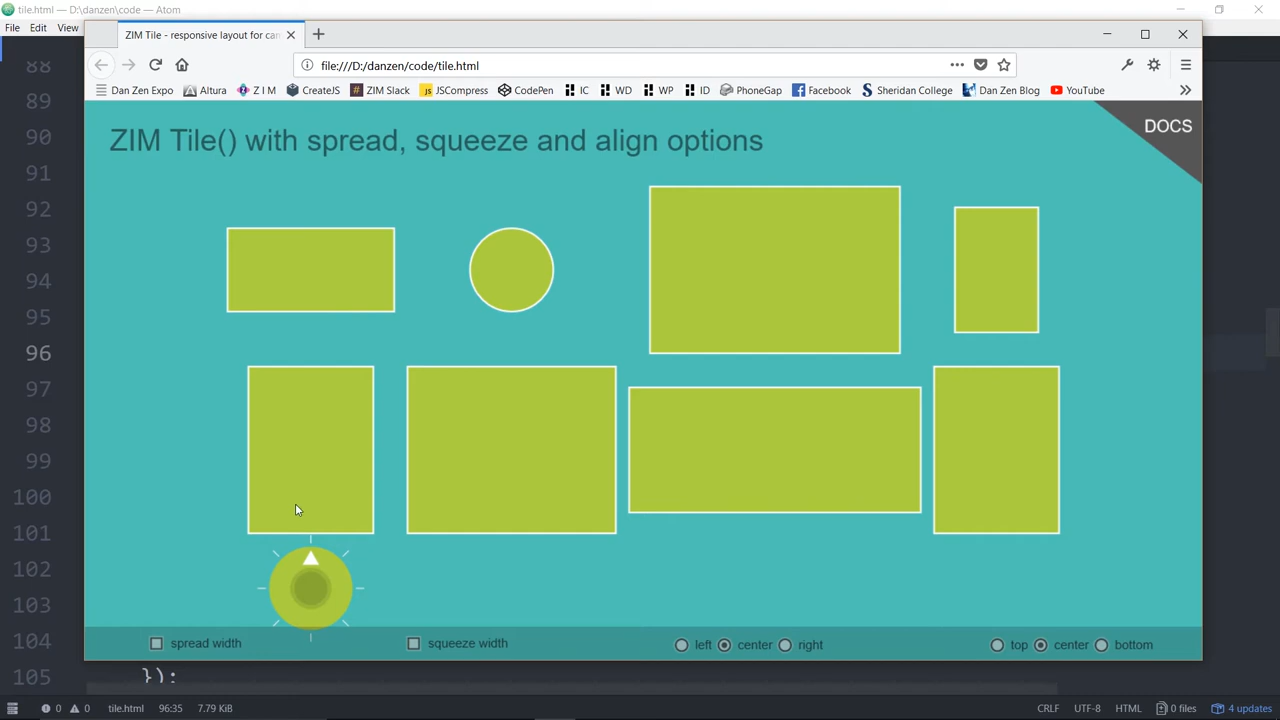 tile.html — D:\danzen\code — Atom
File Edit View
ZIM Tile - responsive layout for can
file:///D:/danzen/code/tile.html
Dan Zen Expo Altura Z I M CreateJS ZIM Slack JSCompress CodePen IC WD WP ID PhoneGap Facebook Sheridan College Dan Zen Blog YouTube
DOCS
ZIM Tile() with spread, squeeze and align options
88
89
90
91
92
93
94
95
96
97
98
99
100
101
102
103
104
105 });
spread width squeeze width left center right top center bottom
0 0 tile.html 96:35 7.79 KiB CRLF UTF-8 HTML 0 files 4 updates